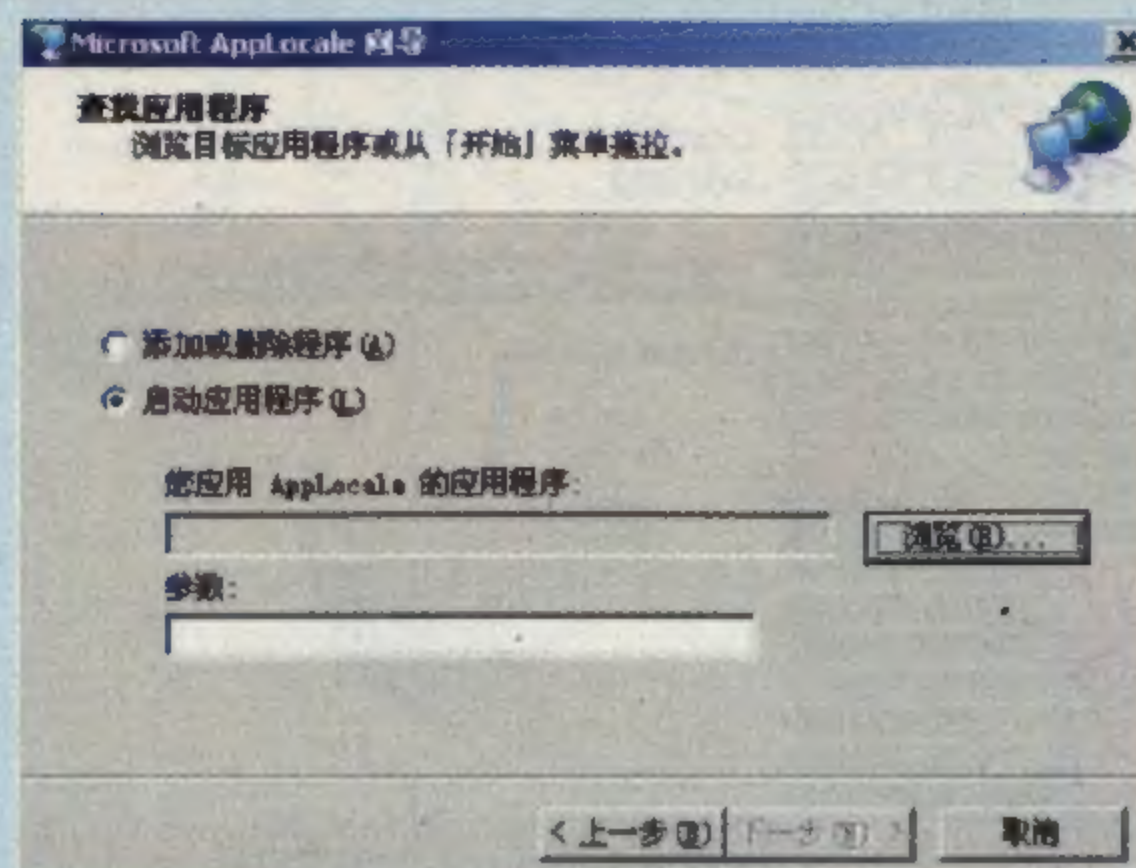 Microsoft AppLocale 向导
查找应用程序
浏览目标应用程序或从「开始」菜单拖拉。
添加或删除程序(A)
启动应用程序(L)
您应用 AppLocale 的应用程序:
浏览(R)...
参数:
< 上一步(B)
下一步(N) >
取消